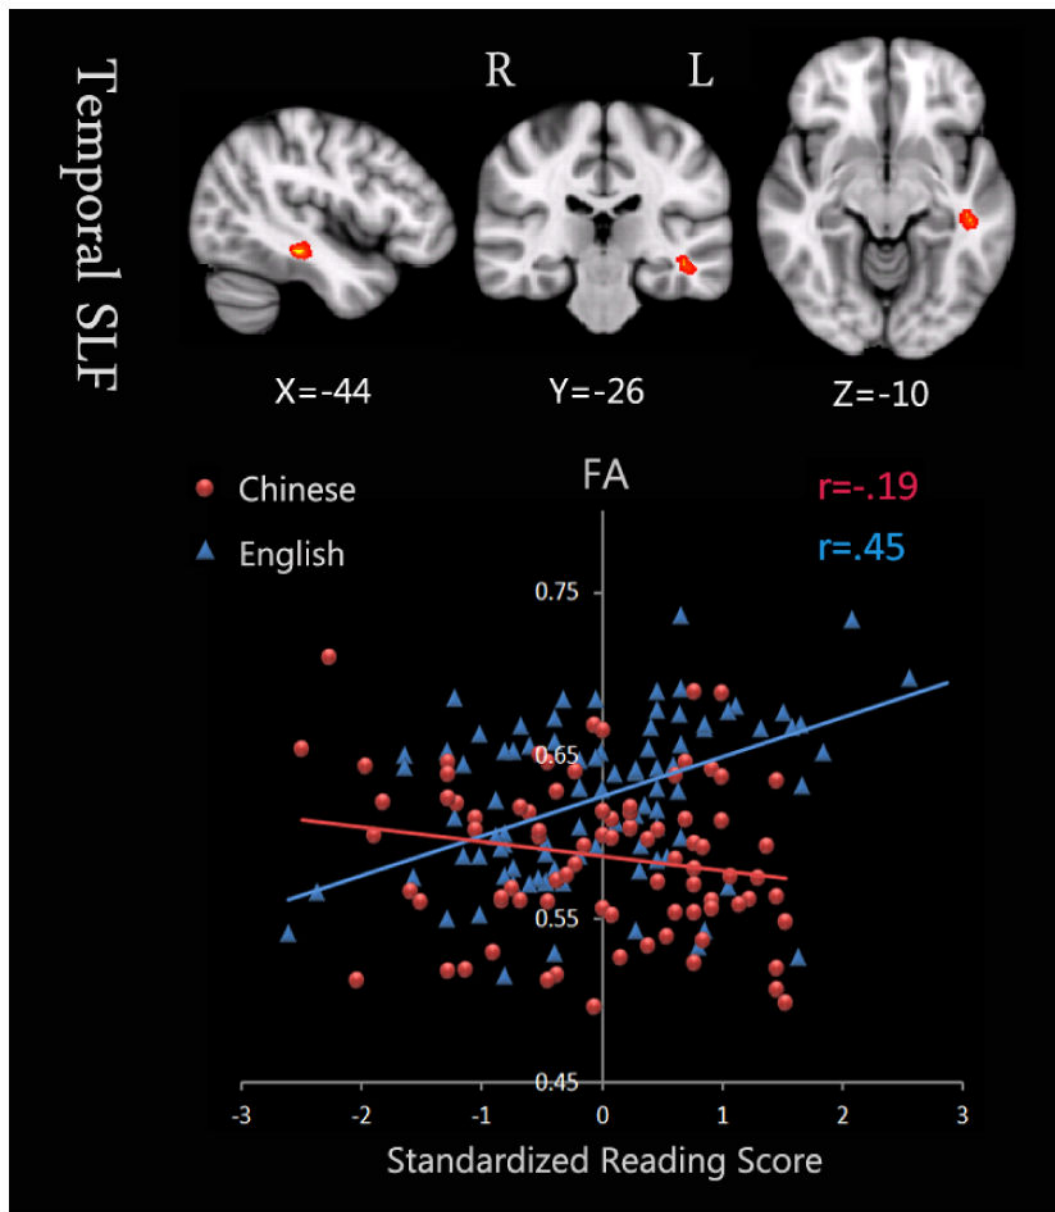 Temporal SLF
R L
X=-44 Y=-26 Z=-10
Chinese
English
FA
r=-.19
r=.45
0.75
0.65
0.55
0.45
-3 -2 -1 0 1 2 3
Standardized Reading Score